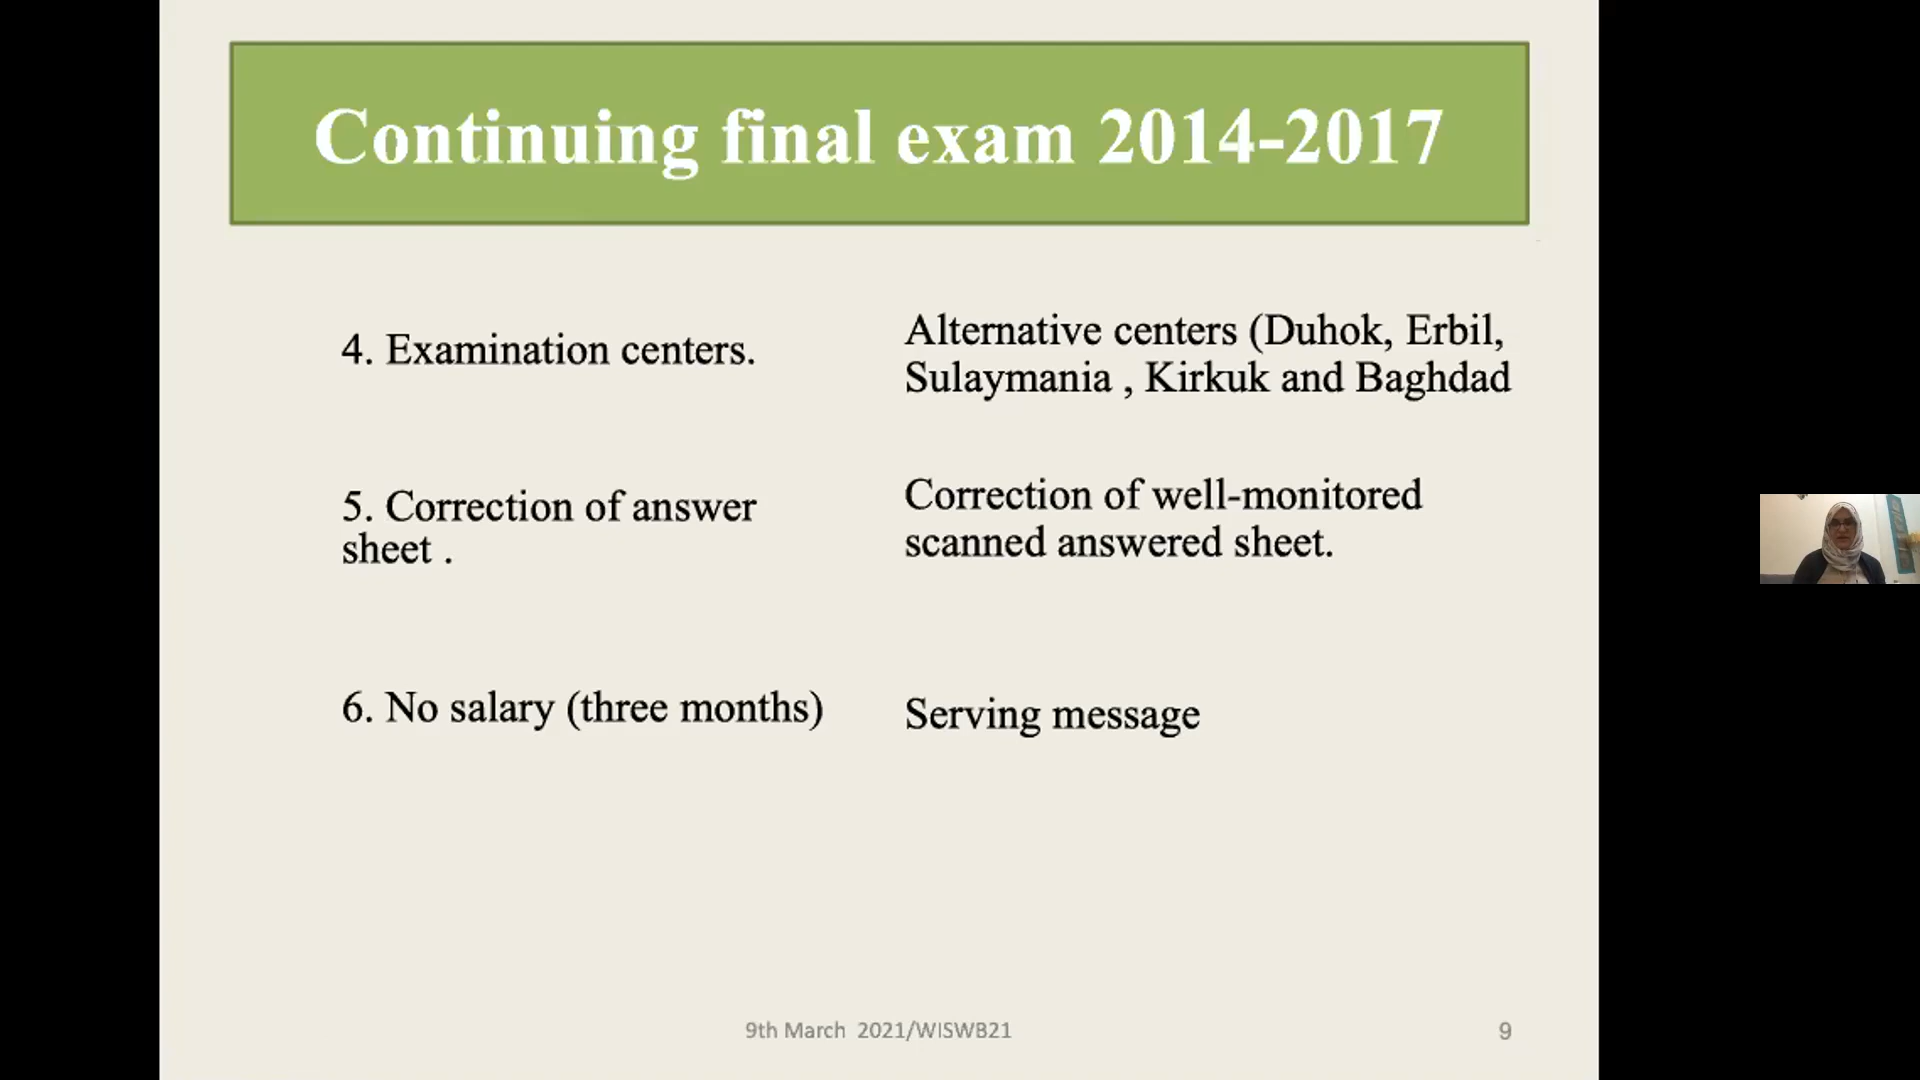 Continuing final exam 2014-2017
4. Examination centers.
Alternative centers (Duhok, Erbil,
Sulaymania , Kirkuk and Baghdad
5. Correction of answer
sheet .
Correction of well-monitored
scanned answered sheet.
6. No salary (three months)
Serving message
9th March 2021/WISWB21
9